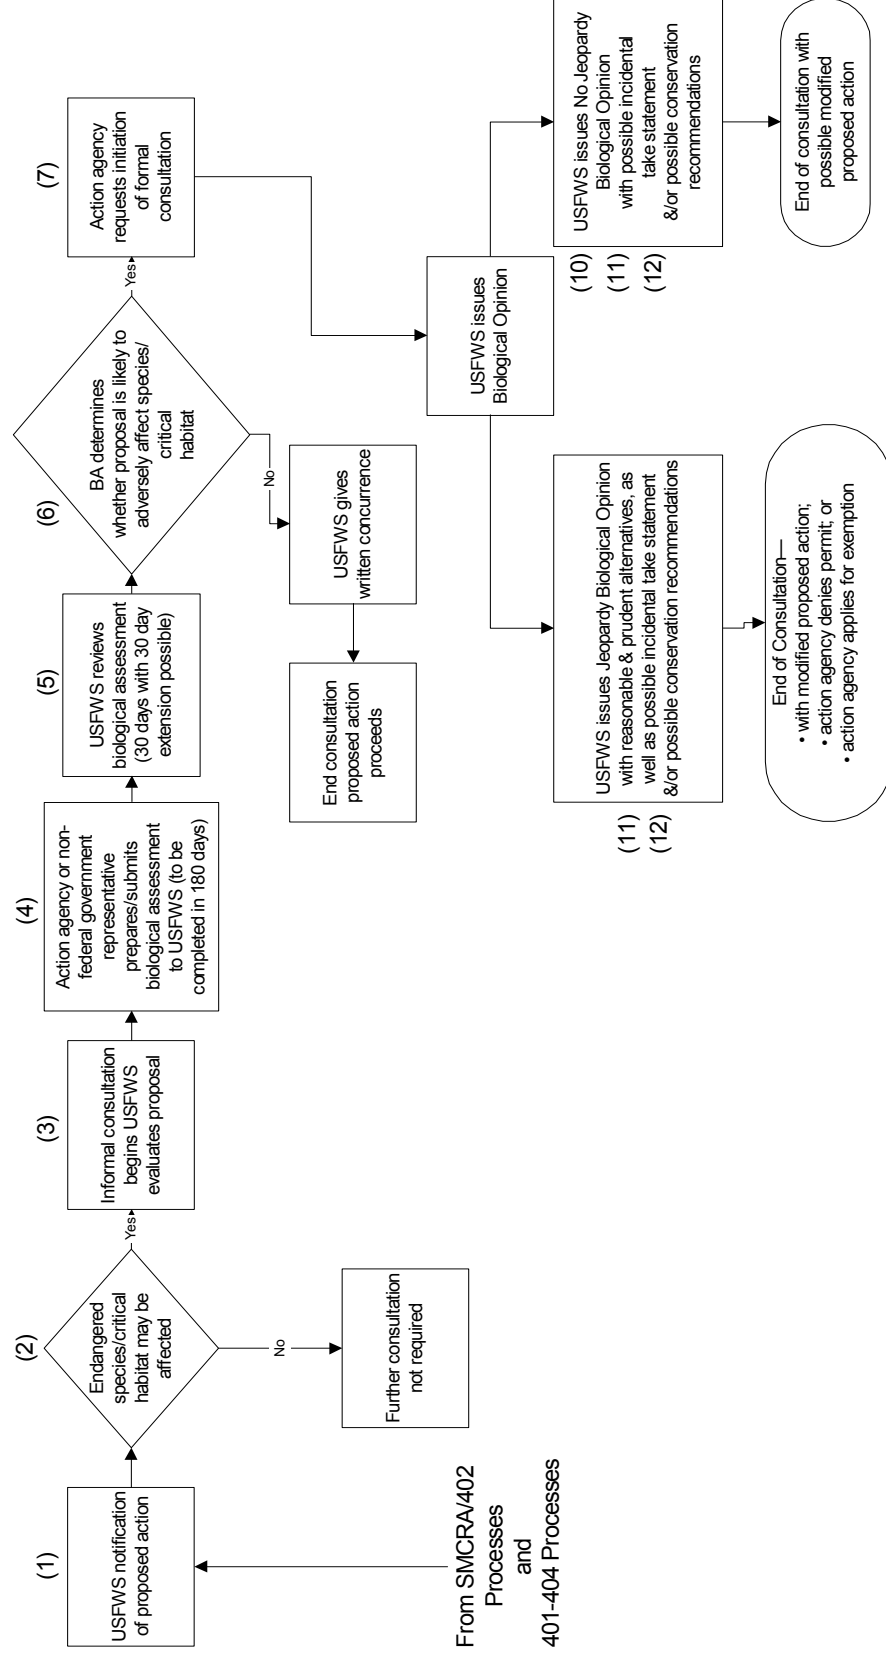 (1)
USFWS notification
of proposed action
From SMCRA/402
Processes
and
401-404 Processes
(2)
Endangered
species/critical
habitat may be
affected
Yes
No
Further consultation
not required
(3)
Informal consultation
begins USFWS
evaluates proposal
(4)
Action agency or non-
federal government
representative
prepares/submits
biological assessment
to USFWS (to be
completed in 180 days)
(5)
USFWS reviews
biological assessment
(30 days with 30 day
extension possible)
(6)
BA determines
whether proposal is likely to
adversely affect species/
critical
habitat
Yes
No
USFWS gives
written concurrence
End consultation
proposed action
proceeds
(7)
Action agency
requests initiation
of formal
consultation
USFWS issues
Biological Opinion
(11)
(12)
USFWS issues Jeopardy Biological Opinion
with reasonable & prudent alternatives, as
well as possible incidental take statement
&/or possible conservation recommendations
End of Consultation—
• with modified proposed action;
• action agency denies permit; or
• action agency applies for exemption
(10)
(11)
(12)
USFWS issues No Jeopardy
Biological Opinion
with possible incidental
take statement
&/or possible conservation
recommendations
End of consultation with
possible modified
proposed action